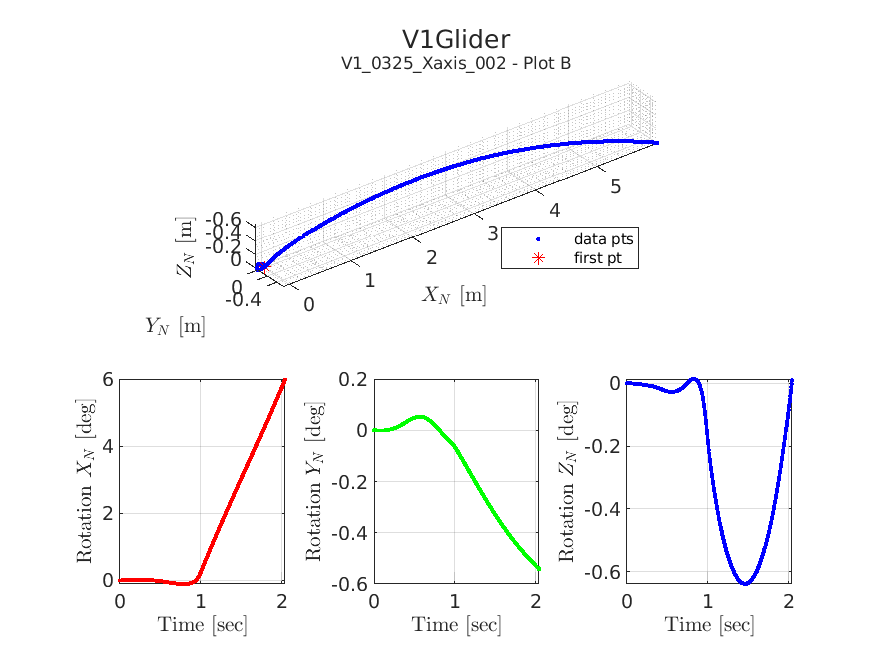 V1Glider
V1_0325_Xaxis_002 - Plot B
-0.6
-0.4
-0.2
0
Z_N [m]
0
-0.4
Y_N [m]
0
1
2
3
4
5
X_N [m]
data pts
first pt
6
4
2
0
Rotation X_N [deg]
0 1 2
Time [sec]
0.2
0
-0.2
-0.4
-0.6
Rotation Y_N [deg]
0 1 2
Time [sec]
0
-0.2
-0.4
-0.6
Rotation Z_N [deg]
0 1 2
Time [sec]